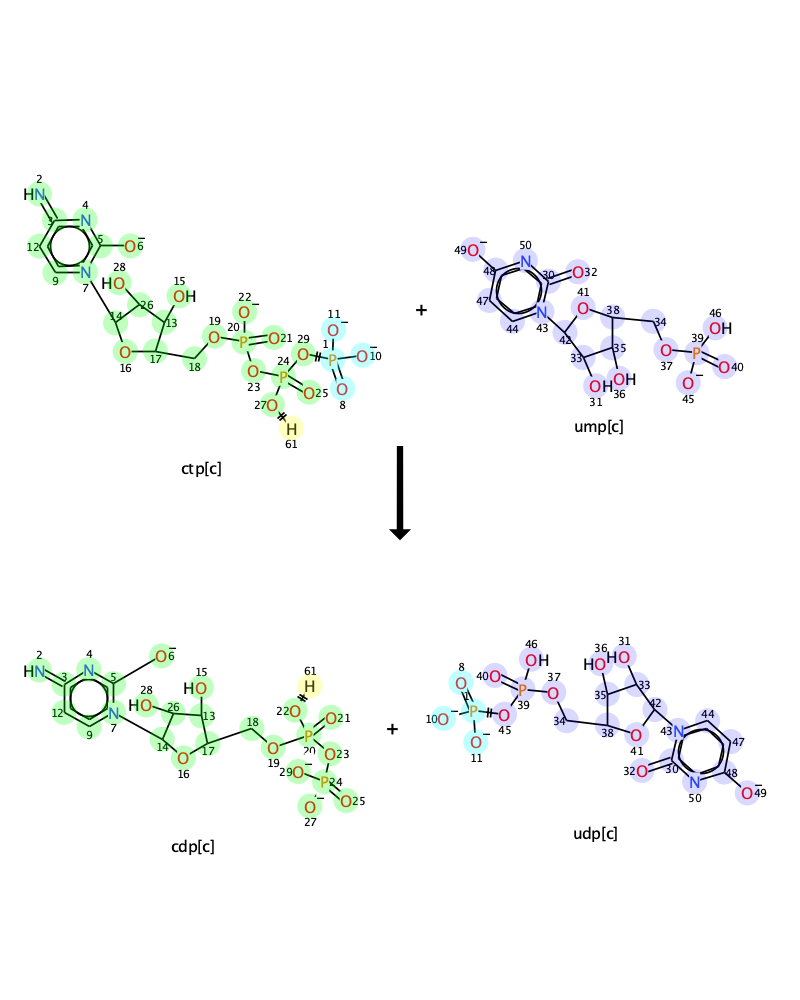 2
HN
4
N
3
12
5
O
6
−
9
N
7
28
HO
15
OH
26
14
13
O
16
17
18
19
O
22
O
−
20
P
O
21
O
23
24
P
29
O
O
25
27
O
H
61
11
O
−
1
P
O
−
10
O
8
ctp[c]
+
49
O
−
48
50
N
30
O
32
47
44
N
43
41
O
38
42
33
35
O
H
31
OH
36
34
O
37
39
P
46
OH
O
40
O
−
45
ump[c]
2
HN
4
N
3
5
O
6
−
12
9
N
7
28
HO
15
HO
26
13
14
O
16
17
18
O
19
61
H
22
O
P
20
O
21
O
23
29
O
−
P
24
O
25
O
−
27
cdp[c]
+
8
O
10
O
−
P
1
O
−
11
40
O
46
OH
P
39
O
45
37
O
34
36
HO
31
HO
35
33
42
38
O
41
43
N
44
47
32
O
30
N
50
48
O
−
49
udp[c]